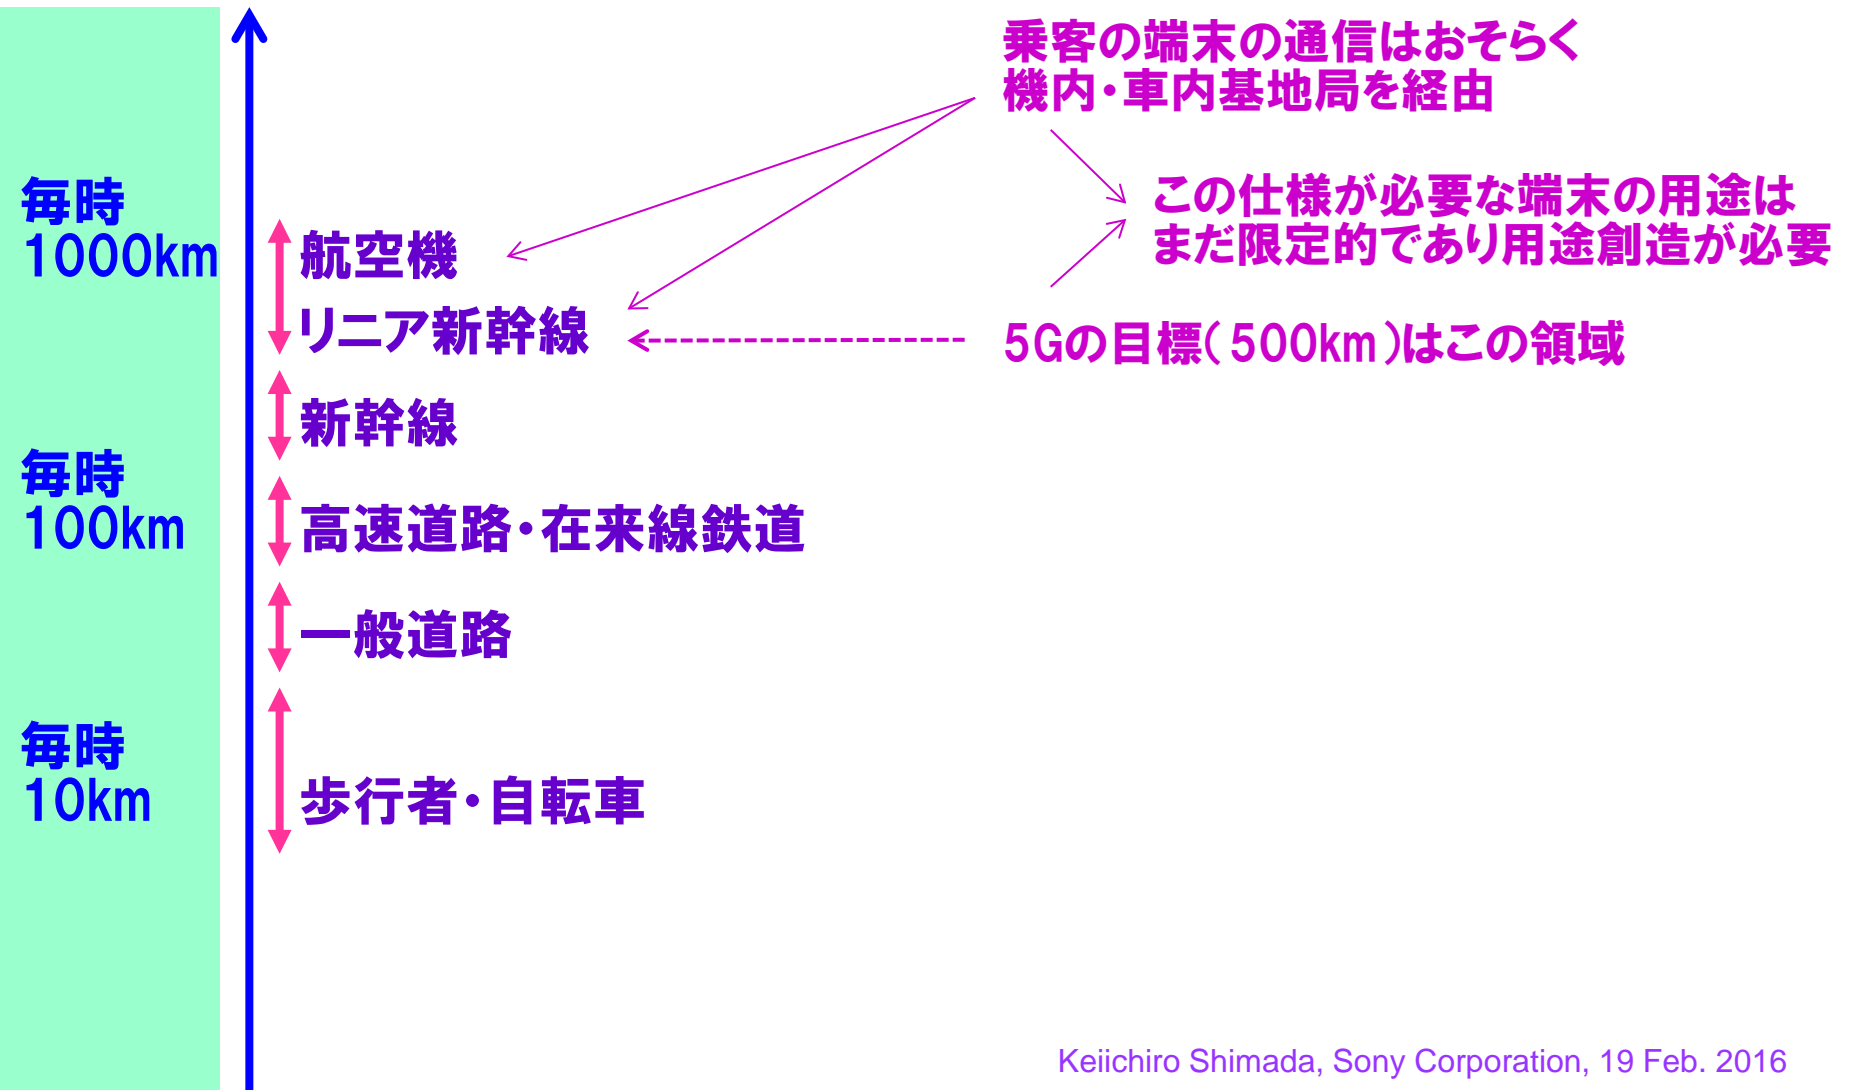 乗客の端末の通信はおそらく
機内・車内基地局を経由
毎時
1000km
この仕様が必要な端末の用途は
まだ限定的であり用途創造が必要
航空機
リニア新幹線
5Gの目標(500km)はこの領域
新幹線
毎時
100km
高速道路・在来線鉄道
一般道路
毎時
10km
歩行者・自転車
Keiichiro Shimada, Sony Corporation, 19 Feb. 2016